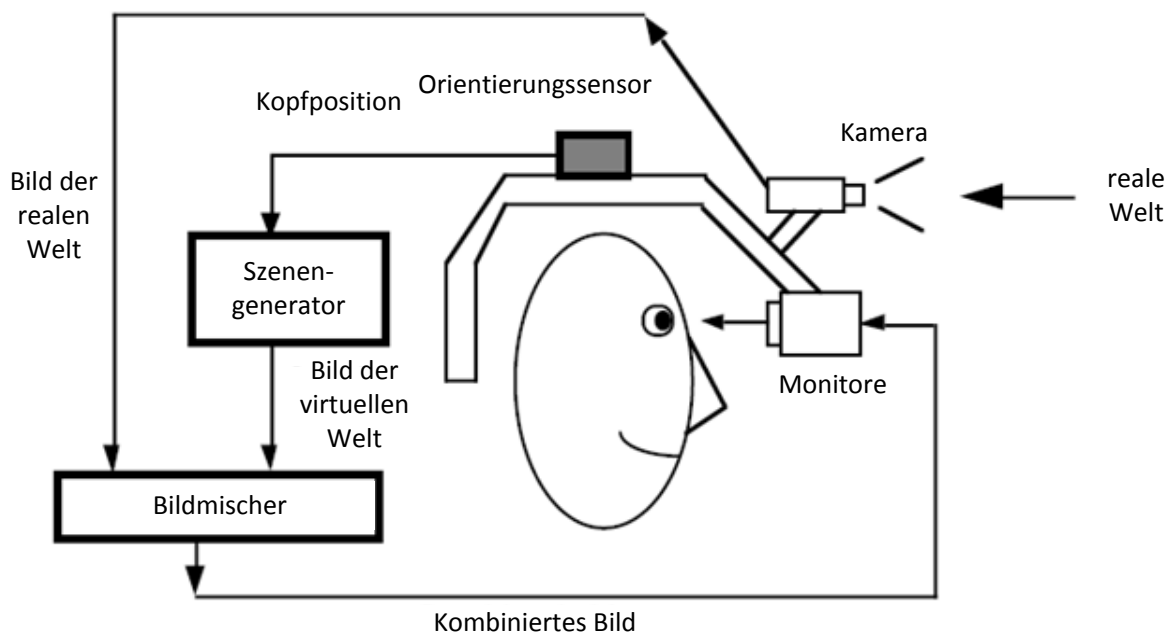 Orientierungssensor
Kopfposition
Kamera
Bild der
realen
Welt
reale
Welt
Szenen-
generator
Bild der
virtuellen
Welt
Monitore
Bildmischer
Kombiniertes Bild